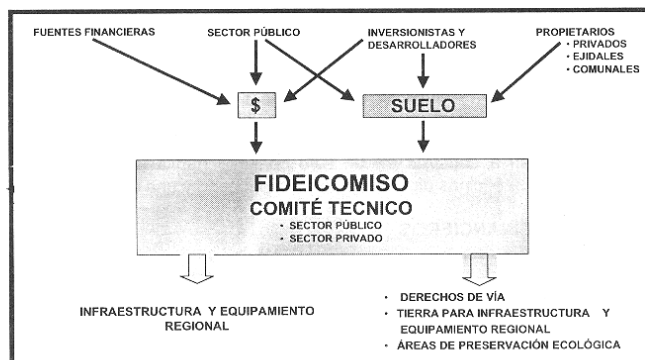 FUENTES FINANCIERAS
SECTOR PÚBLICO
INVERSIONISTAS Y
DESARROLLADORES
PROPIETARIOS
• PRIVADOS
• EJIDALES
• COMUNALES
$
SUELO
FIDEICOMISO
COMITÉ TECNICO
• SECTOR PÚBLICO
• SECTOR PRIVADO
INFRAESTRUCTURA Y EQUIPAMIENTO
REGIONAL
• DERECHOS DE VÍA
• TIERRA PARA INFRAESTRUCTURA Y
EQUIPAMIENTO REGIONAL
• ÁREAS DE PRESERVACIÓN ECOLÓGICA